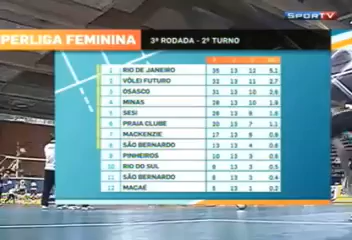 SPORTV
PERLIGA FEMININA
3ª RODADA - 2º TURNO
1 RIO DE JANEIRO 35 13 12 5,1
2 VÔLEI FUTURO 32 13 11 2,7
3 OSASCO 31 13 10 2,6
4 MINAS 28 13 10 1,9
5 SESI 28 13 1,6
6 PRAIA CLUBE 20 13 7 1,1
7 MACKENZIE 17 13 0,9
8 SÃO BERNARDO 13 13 4 0,6
9 PINHEIROS 10 13 3 0,6
10 RIO DO SUL 8 13 3 0,5
11 SÃO BERNARDO 8 13 3 0,4
12 MACAÉ 5 13 0,2